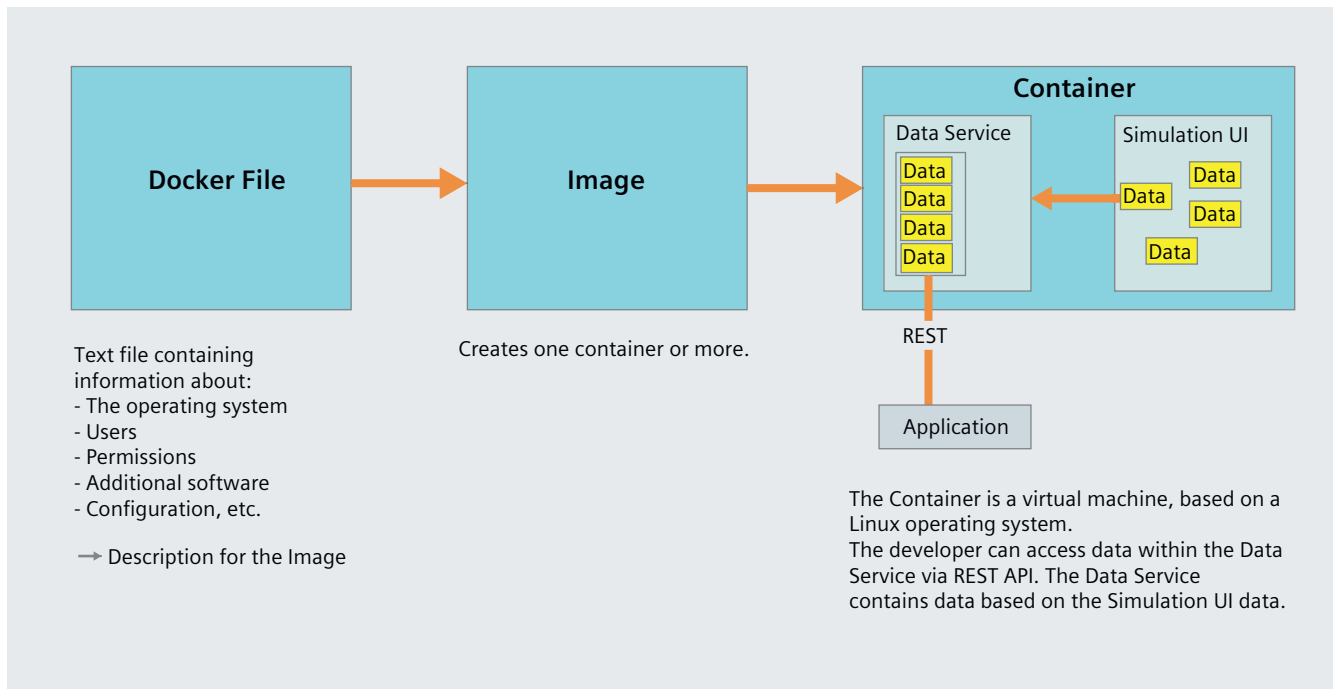 Docker File
Text file containing
information about:
- The operating system
- Users
- Permissions
- Additional software
- Configuration, etc.
→ Description for the Image
Image
Creates one container or more.
Container
Data Service
Data
Data
Data
Data
Simulation UI
Data
Data
Data
Data
REST
Application
The Container is a virtual machine, based on a
Linux operating system.
The developer can access data within the Data
Service via REST API. The Data Service
contains data based on the Simulation UI data.